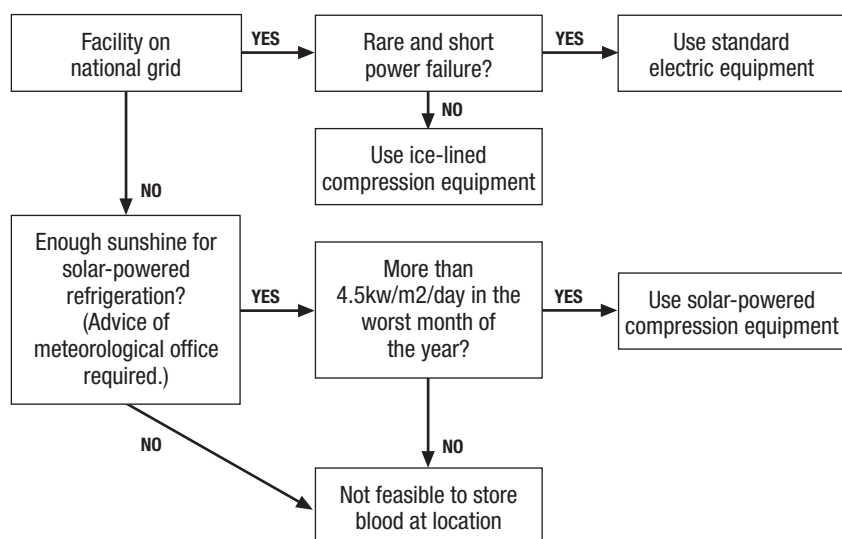 Facility on
national grid
YES
Rare and short
power failure?
YES
Use standard
electric equipment
NO
Use ice-lined
compression equipment
NO
Enough sunshine for
solar-powered
refrigeration?
(Advice of
meteorological office
required.)
YES
More than
4.5kw/m2/day in the
worst month of
the year?
YES
Use solar-powered
compression equipment
NO
NO
Not feasible to store
blood at location